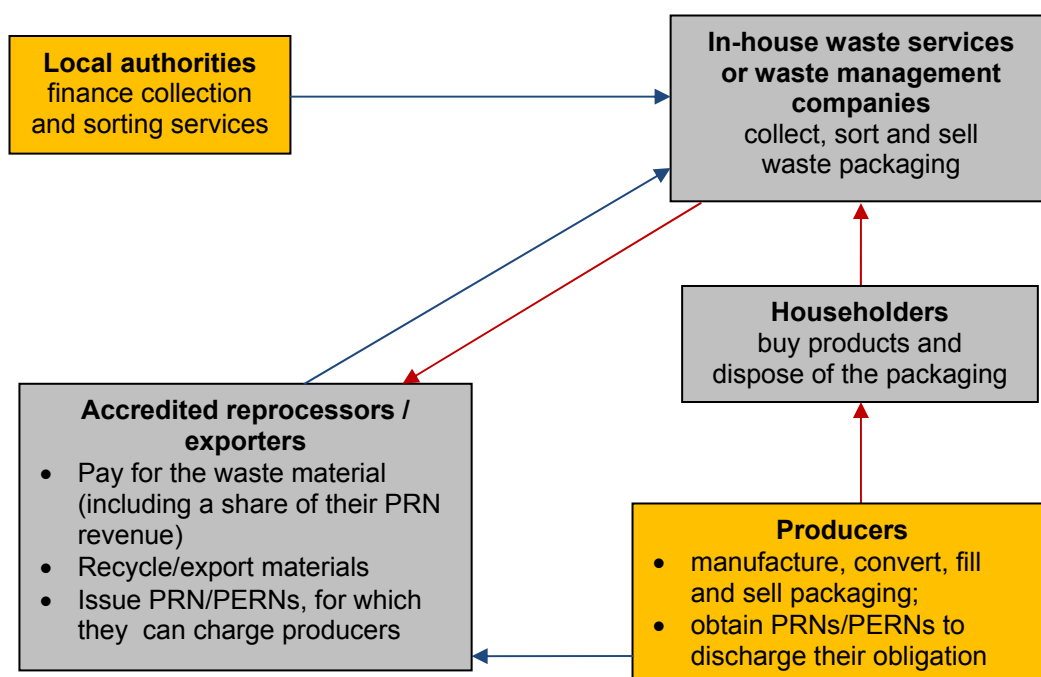 Local authorities
finance collection
and sorting services
In-house waste services
or waste management
companies
collect, sort and sell
waste packaging
Householders
buy products and
dispose of the packaging
Accredited reprocessors /
exporters
• Pay for the waste material
(including a share of their PRN
revenue)
• Recycle/export materials
• Issue PRN/PERNs, for which
they can charge producers
Producers
• manufacture, convert, fill
and sell packaging;
• obtain PRNs/PERNs to
discharge their obligation